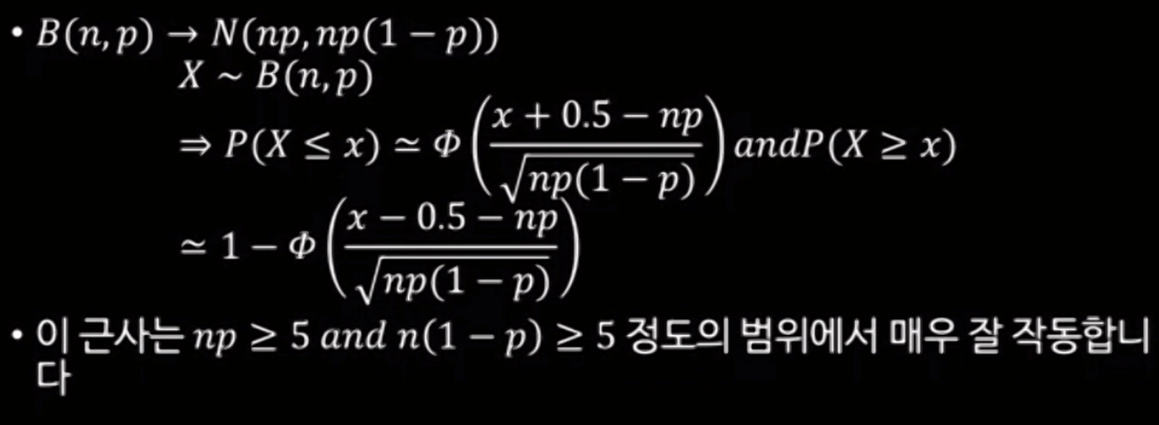 • B(n, p) → N(np, np(1 − p))
X ~ B(n, p)
⇒ P(X ≤ x) ≃ Φ((x + 0.5 − np)/√(np(1 − p))) andP(X ≥ x)
≃ 1 − Φ((x − 0.5 − np)/√(np(1 − p)))
• 이 근사는 np ≥ 5 and n(1 − p) ≥ 5 정도의 범위에서 매우 잘 작동합니
다